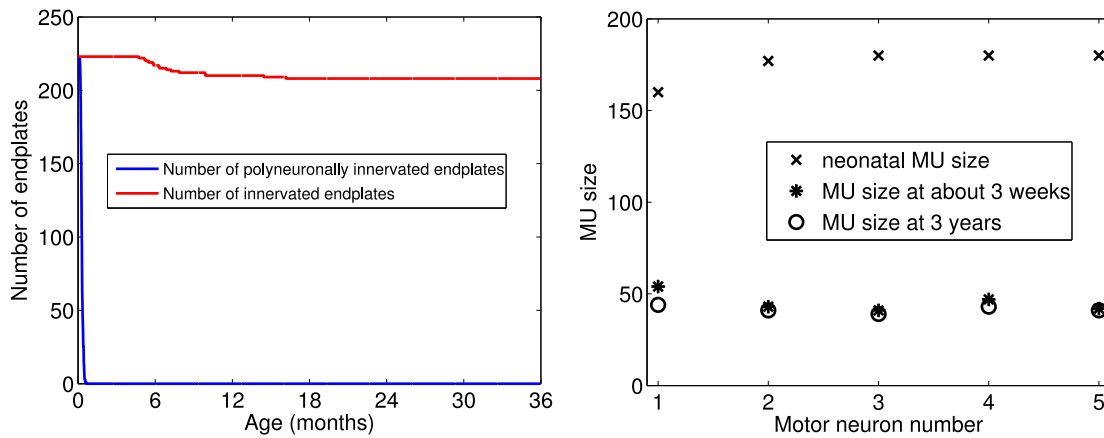 250
200
150
100
50
0
Number of endplates
Number of polyneuronally innervated endplates
Number of innervated endplates
0 6 12 18 24 30 36
Age (months)
200
150
100
50
0
MU size
neonatal MU size
MU size at about 3 weeks
MU size at 3 years
1 2 3 4 5
Motor neuron number